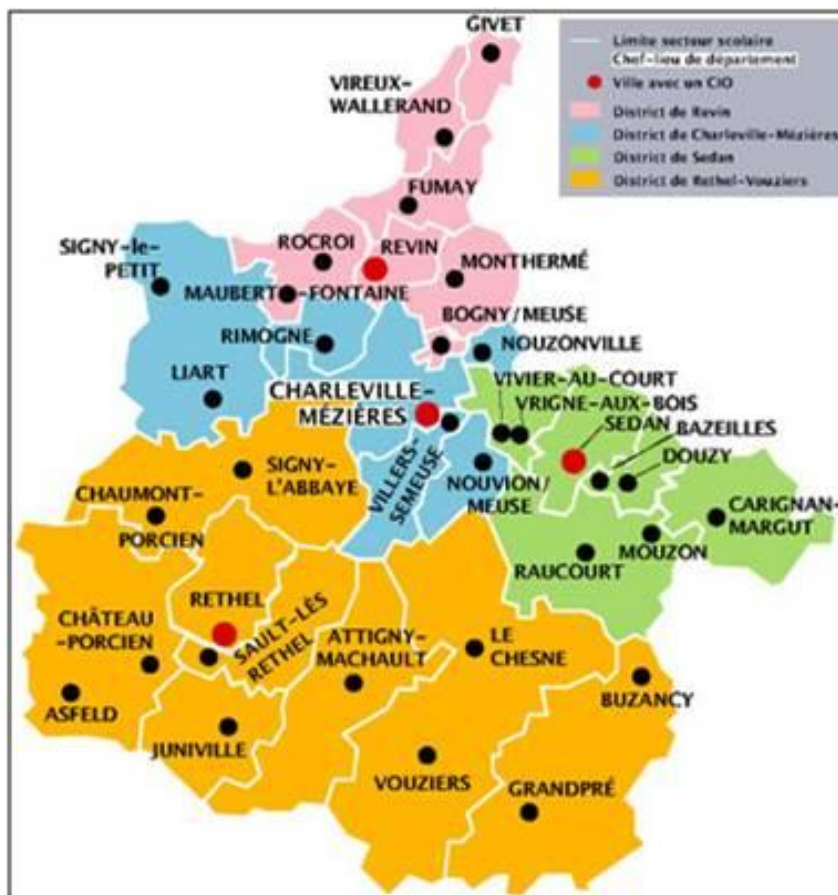 GIVET
Limite secteur scolaire
Chef-lieu de département
Ville avec un CIO
District de Revin
District de Charleville-Mézières
District de Sedan
District de Rethel-Vouziers
VIREUX-
WALLERAND
FUMAY
SIGNY-le-
PETIT
ROCROI
REVIN
MONTHERMÉ
MAUBERT-FONTAINE
BOGNY/MEUSE
RIMOGNE
NOUZONVILLE
LIART
VIVIER-AU-COURT
CHARLEVILLE-
MÉZIÈRES
VRIGNE-AUX-BOIS
SEDAN
BAZEILLES
DOUZY
SIGNY-
L'ABBAYE
VILLERS-
SEMEUSE
NOUVION/
MEUSE
CHAUMONT-
PORCIEN
CARIGNAN-
MARGUT
MOUZON
RAUCOURT
RETHEL
CHÂTEAU
-PORCIEN
SAULT-LÈS
RETHEL
ATTIGNY-
MACHAULT
LE
CHESNE
BUZANCY
ASFELD
JUNIVILLE
VOUZIERS
GRANDPRÉ